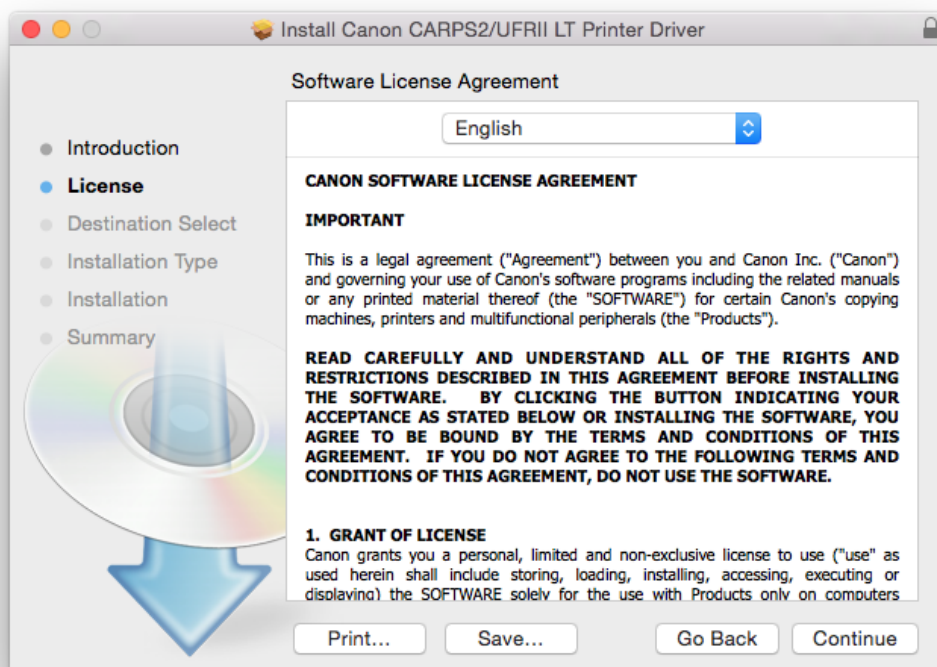 Install Canon CARPS2/UFRII LT Printer Driver
Software License Agreement
English
Introduction
License
Destination Select
Installation Type
Installation
Summary
CANON SOFTWARE LICENSE AGREEMENT
IMPORTANT
This is a legal agreement ("Agreement") between you and Canon Inc. ("Canon")
and governing your use of Canon's software programs including the related manuals
or any printed material thereof (the "SOFTWARE") for certain Canon's copying
machines, printers and multifunctional peripherals (the "Products").
READ CAREFULLY AND UNDERSTAND ALL OF THE RIGHTS AND
RESTRICTIONS DESCRIBED IN THIS AGREEMENT BEFORE INSTALLING
THE SOFTWARE. BY CLICKING THE BUTTON INDICATING YOUR
ACCEPTANCE AS STATED BELOW OR INSTALLING THE SOFTWARE, YOU
AGREE TO BE BOUND BY THE TERMS AND CONDITIONS OF THIS
AGREEMENT. IF YOU DO NOT AGREE TO THE FOLLOWING TERMS AND
CONDITIONS OF THIS AGREEMENT, DO NOT USE THE SOFTWARE.
1. GRANT OF LICENSE
Canon grants you a personal, limited and non-exclusive license to use ("use" as
used herein shall include storing, loading, installing, accessing, executing or
displaying) the SOFTWARE solely for the use with Products only on computers
Print...
Save...
Go Back
Continue